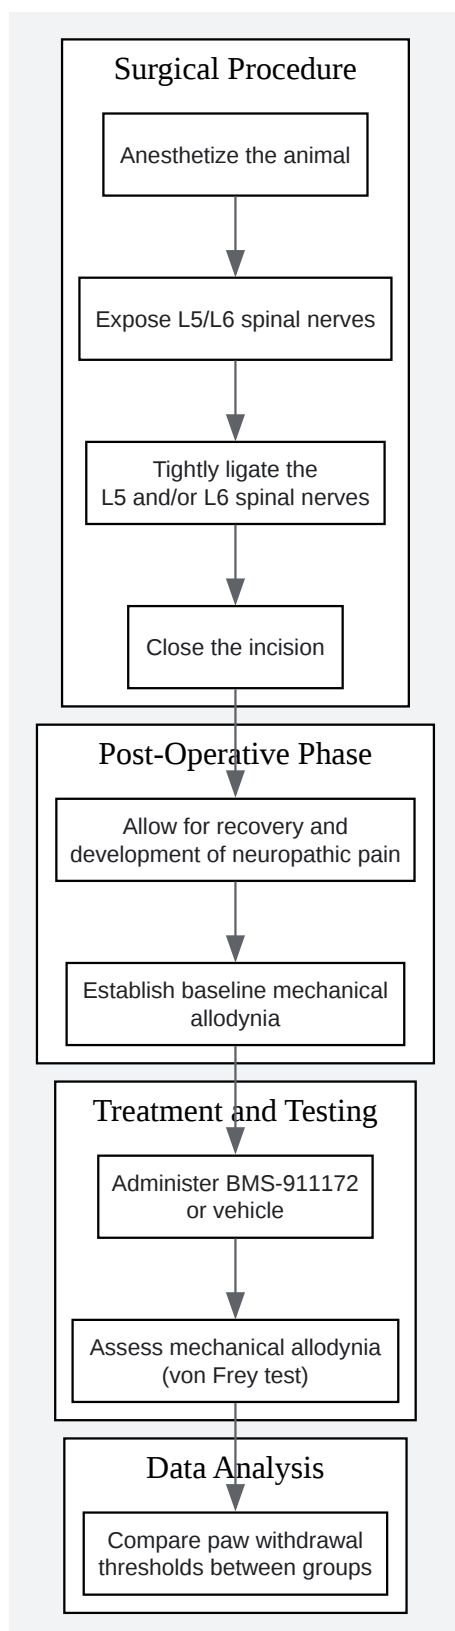 Surgical Procedure
Anesthetize the animal
Expose L5/L6 spinal nerves
Tightly ligate the
L5 and/or L6 spinal nerves
Close the incision
Post-Operative Phase
Allow for recovery and
development of neuropathic pain
Establish baseline mechanical
allodynia
Treatment and Testing
Administer BMS-911172
or vehicle
Assess mechanical allodynia
(von Frey test)
Data Analysis
Compare paw withdrawal
thresholds between groups